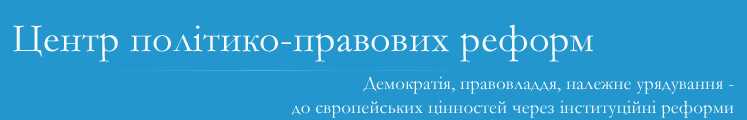 Центр політико-правових реформ
Демократія, правовладдя, належне урядування -
до європейських цінностей через інституційні реформи